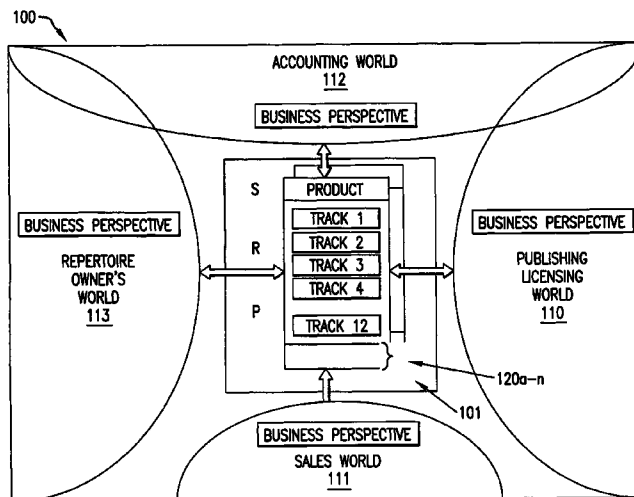 100
ACCOUNTING WORLD
112
BUSINESS PERSPECTIVE
S
R
P
PRODUCT
TRACK 1
TRACK 2
TRACK 3
TRACK 4
TRACK 12
BUSINESS PERSPECTIVE
REPERTOIRE
OWNER'S
WORLD
113
BUSINESS PERSPECTIVE
PUBLISHING
LICENSING
WORLD
110
120a-n
101
BUSINESS PERSPECTIVE
SALES WORLD
111